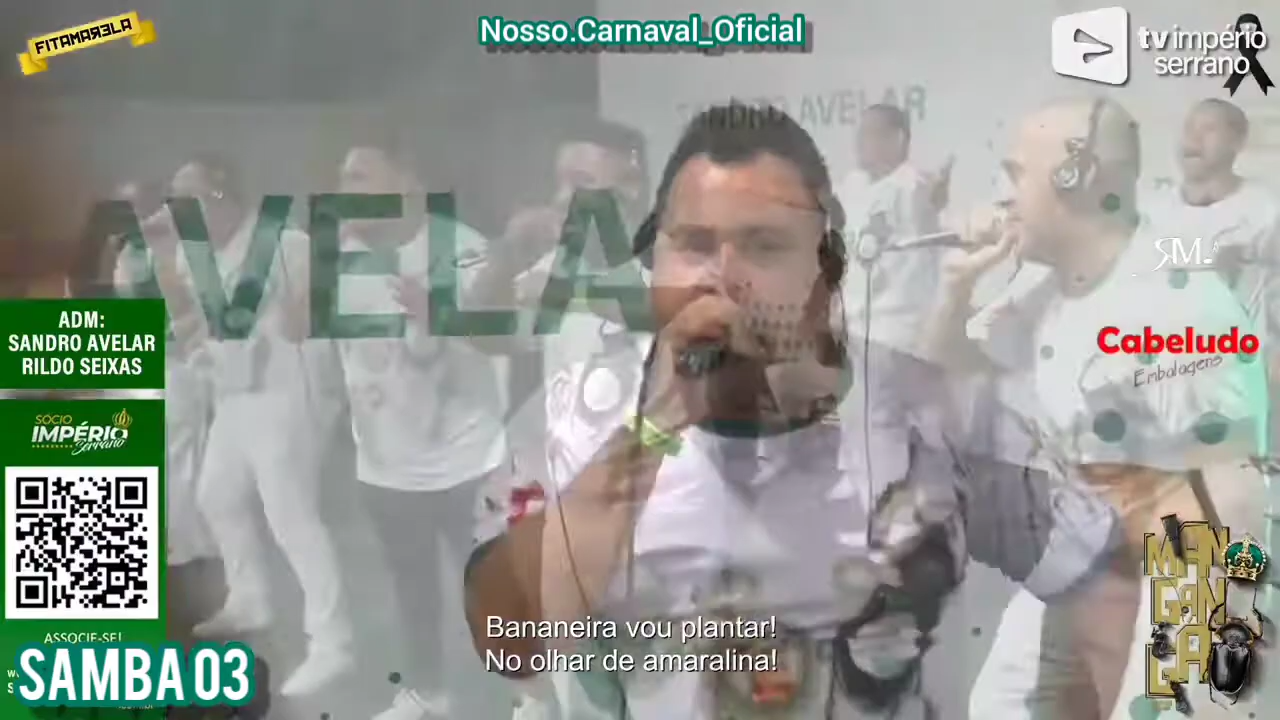 FITAMARELA
Nosso.Carnaval_Oficial
tv império
serrano
SANDRO AVELAR
AVELA
ADM:
SANDRO AVELAR
RILDO SEIXAS
SÓCIO
IMPÉRIO
Serrano
ASSOCIE-SE!
SAMBA 03
RM
Cabeludo
Embalagens
MAN
GAN
GÁ
Bananeira vou plantar!
No olhar de amaralina!